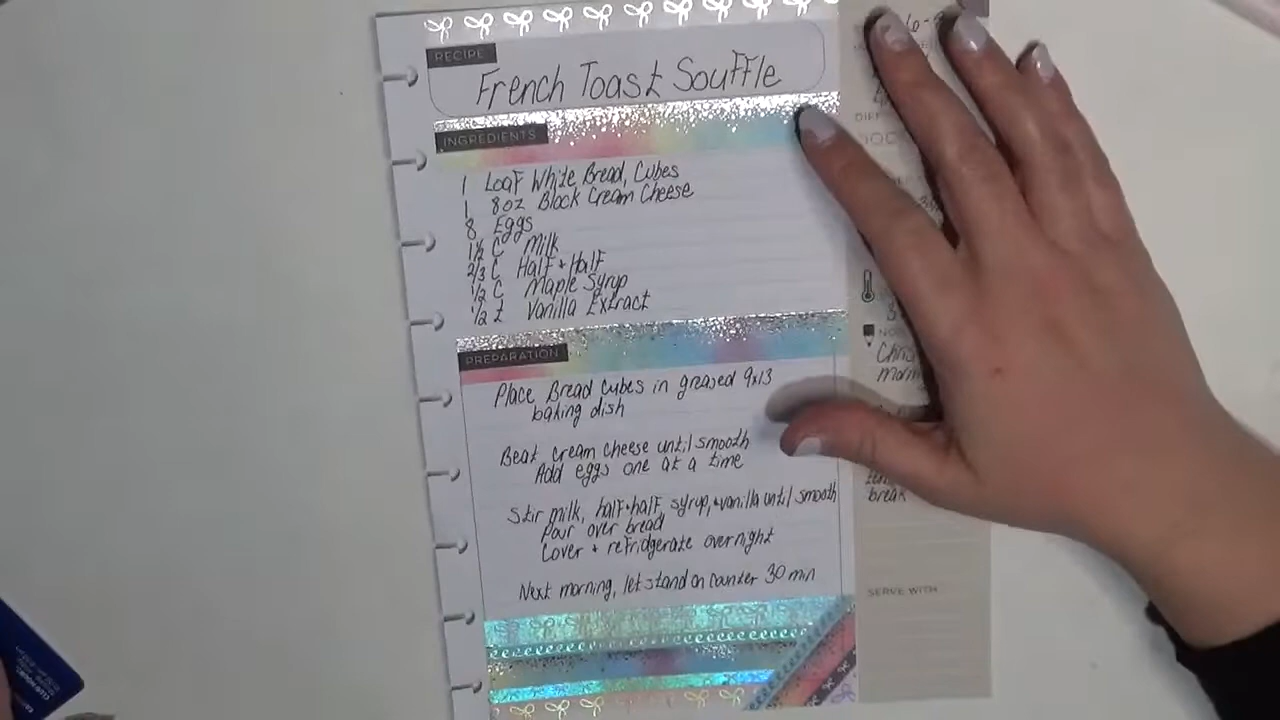 RECIPE
French Toast Souffle
INGREDIENTS
1 Loaf White Bread, Cubes
1 8oz Block Cream Cheese
8 Eggs
1½ C Milk
2/3 C Half + Half
½ C Maple Syrup
½ t Vanilla Extract
PREPARATION
Place Bread Cubes in greased 9x13
baking dish
Beat cream cheese until smooth
Add eggs one at a time
Stir milk, half+half, syrup, +vanilla until smooth
Pour over bread
Cover + refridgerate overnight
Next morning, let stand on counter 30 min
DIFF
break
SERVE WITH